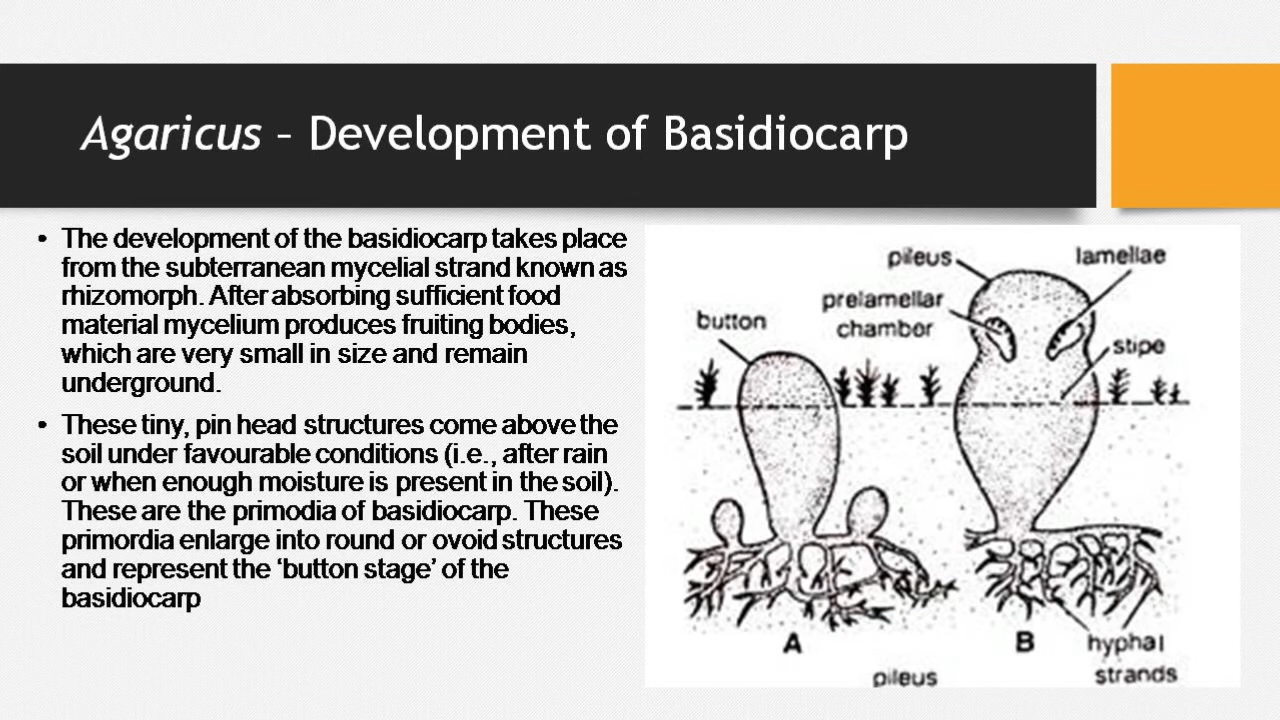 Agaricus – Development of Basidiocarp
• The development of the basidiocarp takes place
from the subterranean mycelial strand known as
rhizomorph. After absorbing sufficient food
material mycelium produces fruiting bodies,
which are very small in size and remain
underground.
• These tiny, pin head structures come above the
soil under favourable conditions (i.e., after rain
or when enough moisture is present in the soil).
These are the primodia of basidiocarp. These
primordia enlarge into round or ovoid structures
and represent the ‘button stage’ of the
basidiocarp
pileus
lamellae
prelamellar
chamber
button
stipe
A
B
hyphal
strands
pileus